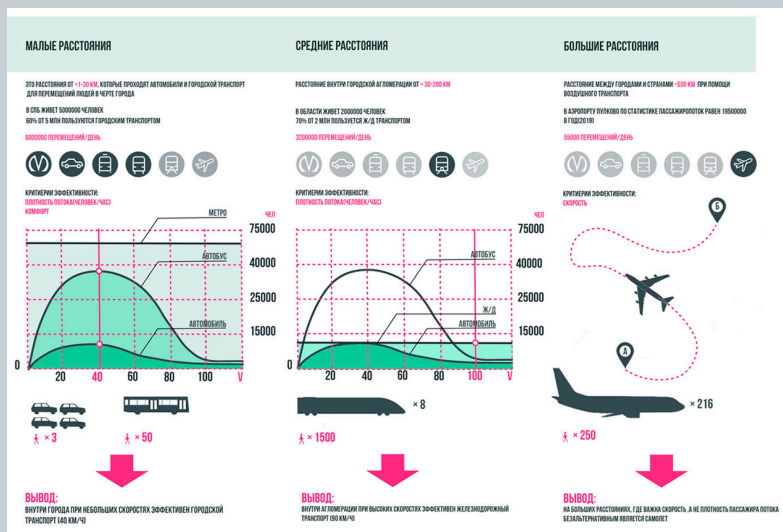 МАЛЫЕ РАССТОЯНИЯ
ЭТО РАССТОЯНИЯ ОТ ≈1-30 КМ, КОТОРЫЕ ПРОХОДЯТ АВТОМОБИЛИ И ГОРОДСКОЙ ТРАНСПОРТ
ДЛЯ ПЕРЕМЕЩЕНИЙ ЛЮДЕЙ В ЧЕРТЕ ГОРОДА
В СПБ ЖИВЕТ 5000000 ЧЕЛОВЕК
60% ОТ 5 МЛН ПОЛЬЗУЮТСЯ ГОРОДСКИМ ТРАНСПОРТОМ
6000000 ПЕРЕМЕЩЕНИЙ/ДЕНЬ
КРИТИЕРИИ ЭФФЕКТИВНОСТИ:
ПЛОТНОСТЬ ПОТОКА(ЧЕЛОВЕК/ЧАС)
КОМФОРТ
МЕТРО
ЧЕЛ
75000
АВТОБУС
40000
25000
АВТОМОБИЛЬ
15000
0
20
40
60
80
100
V
× 3
× 50
ВЫВОД:
ВНУТРИ ГОРОДА ПРИ НЕБОЛЬШИХ СКОРОСТЯХ ЭФФЕКТИВЕН ГОРОДСКОЙ
ТРАНСПОРТ (40 КМ/Ч)
СРЕДНИЕ РАССТОЯНИЯ
РАССТОЯНИЕ ВНУТРИ ГОРОДСКОЙ АГЛОМЕРАЦИИ ОТ ≈ 30-200 КМ
В ОБЛАСТИ ЖИВЕТ 2000000 ЧЕЛОВЕК
70% ОТ 2 МЛН ПОЛЬЗУЕТСЯ Ж/Д ТРАНСПОРТОМ
3200000 ПЕРЕМЕЩЕНИЙ/ДЕНЬ
КРИТИЕРИИ ЭФФЕКТИВНОСТИ:
ПЛОТНОСТЬ ПОТОКА(ЧЕЛОВЕК/ЧАС)
ЧЕЛ
75000
АВТОБУС
40000
25000
Ж/Д
АВТОМОБИЛЬ
15000
0
20
40
60
80
100
V
× 8
× 1500
ВЫВОД:
ВНУТРИ АГЛОМЕРАЦИИ ПРИ ВЫСОКИХ СКОРОСТЯХ ЭФФЕКТИВЕН ЖЕЛЕЗНОДОРОЖНЫЙ
ТРАНСПОРТ (90 КМ/Ч)
БОЛЬШИЕ РАССТОЯНИЯ
РАССТОЯНИЕ МЕЖДУ ГОРОДАМИ И СТРАНАМИ ≈500 КМ ПРИ ПОМОЩИ
ВОЗДУШНОГО ТРАНСПОРТА
В АЭРОПОРТУ ПУЛКОВО ПО СТАТИСТИКЕ ПАССАЖИРОПОТОК РАВЕН 19500000
В ГОД(2019)
55000 ПЕРЕМЕЩЕНИЙ/ДЕНЬ
КРИТИЕРИИ ЭФФЕКТИВНОСТИ:
СКОРОСТЬ
Б
А
× 216
× 250
ВЫВОД:
НА БОЛЬШИХ РАССТОЯНИЯХ, ГДЕ ВАЖНА СКОРОСТЬ ,А НЕ ПЛОТНОСТЬ ПАССАЖИРА ПОТОКА
БЕЗАЛЬТЕРНАТИВНЫМ ЯВЛЯЕТСЯ САМОЛЕТ